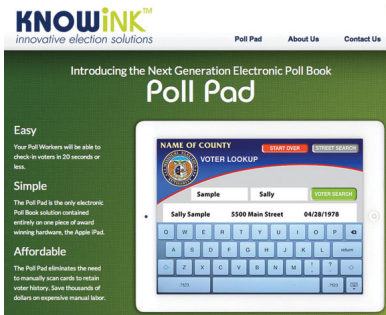 KNOWiNK™
innovative election solutions
Poll Pad About Us Contact Us
Introducing the Next Generation Electronic Poll Book
Poll Pad
Easy
Your Poll Workers will be able to
check-in voters in 20 seconds or
less.
Simple
The Poll Pad is the only electronic
Poll Book solution contained
entirely on one piece of award
winning hardware, the Apple iPad.
Affordable
The Poll Pad eliminates the need
to manually scan cards to retain
voter history. Save thousands of
dollars on expensive manual labor.
NAME OF COUNTY
START OVER
STREET SEARCH
VOTER LOOKUP
Sample Sally VOTER SEARCH
Sally Sample 5500 Main Street 04/28/1978
Q W E R T Y U I O P
A S D F G H J K L return
Z X C V B N M ! , ? .
.?123 .?123